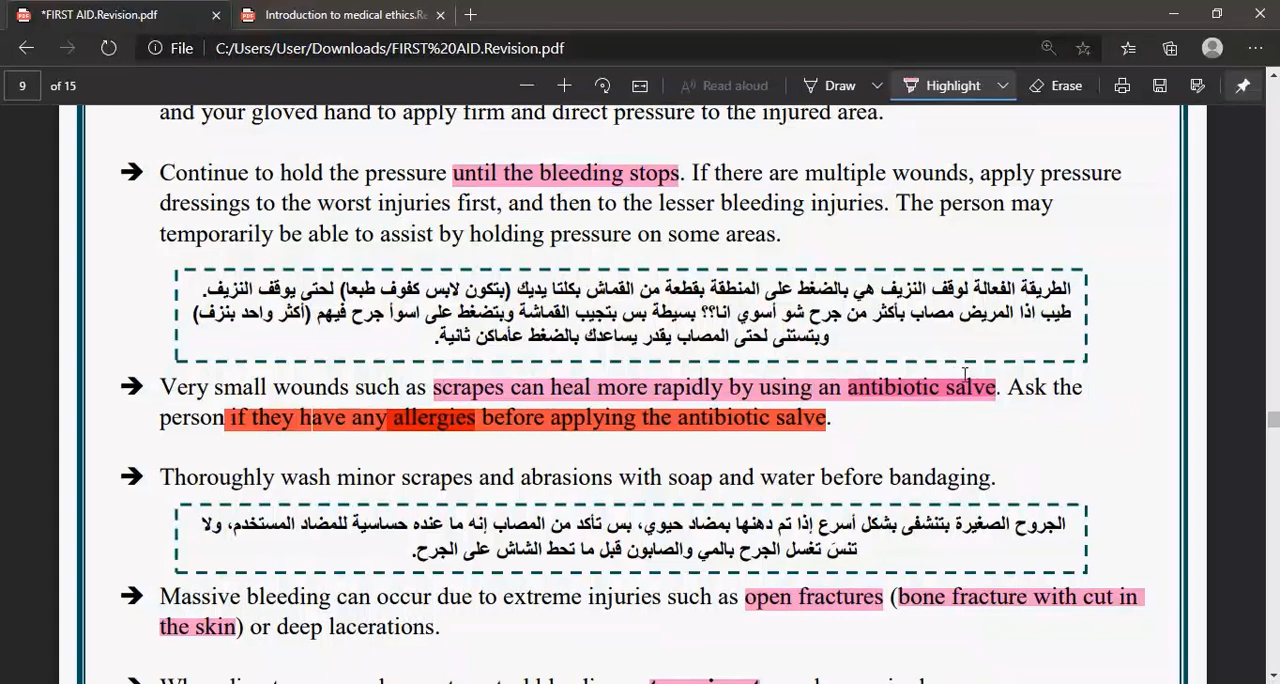 *FIRST AID.Revision.pdf
Introduction to medical ethics.Re
File
C:/Users/User/Downloads/FIRST%20AID.Revision.pdf
9 of 15
Read aloud
Draw
Highlight
Erase
and your gloved hand to apply firm and direct pressure to the injured area.
➔ Continue to hold the pressure until the bleeding stops. If there are multiple wounds, apply pressure
dressings to the worst injuries first, and then to the lesser bleeding injuries. The person may
temporarily be able to assist by holding pressure on some areas.
الطريقة الفعالة لوقف النزيف هي بالضغط على المنطقة بقطعة من القماش بكلتا يديك (بتكون لابس كفوف طبعا) لحتى يوقف النزيف.
طيب اذا المريض مصاب بأكثر من جرح شو أسوي انا؟؟ بسيطة بس بتجيب القماشة وبتضغط على اسوأ جرح فيهم (أكثر واحد بنزف)
وبتستنى لحتى المصاب يقدر يساعدك بالضغط عأماكن ثانية.
➔ Very small wounds such as scrapes can heal more rapidly by using an antibiotic salve. Ask the
person if they have any allergies before applying the antibiotic salve.
➔ Thoroughly wash minor scrapes and abrasions with soap and water before bandaging.
الجروح الصغيرة بتتشفى بشكل أسرع إذا تم دهنها بمضاد حيوي، بس تأكد من المصاب إنه ما عنده حساسية للمضاد المستخدم، ولا
تنسَ تغسل الجرح بالمي والصابون قبل ما تحط الشاش على الجرح.
➔ Massive bleeding can occur due to extreme injuries such as open fractures (bone fracture with cut in
the skin) or deep lacerations.